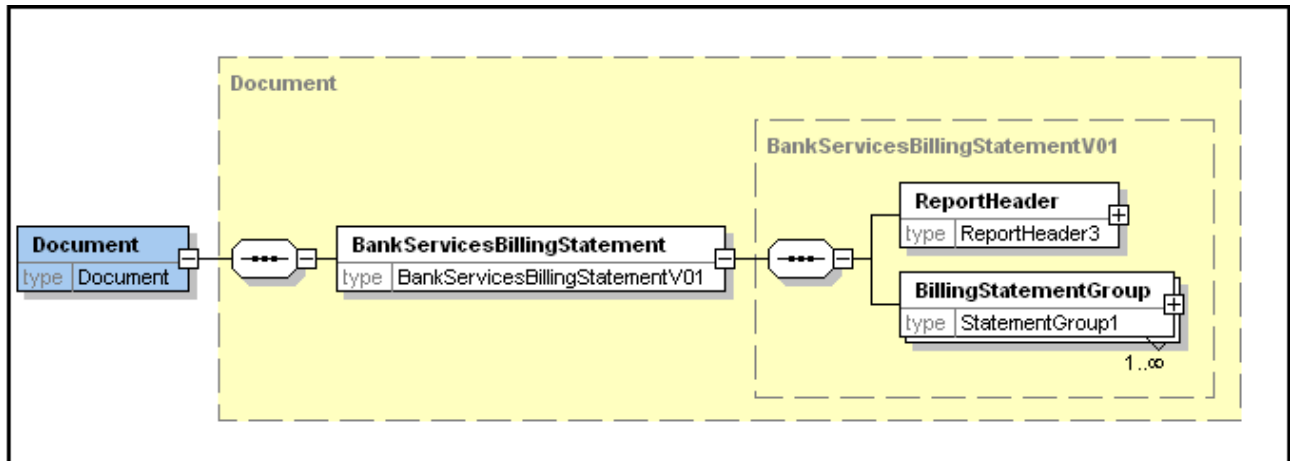 Document
BankServicesBillingStatementV01
ReportHeader
type ReportHeader3
Document
type Document
BankServicesBillingStatement
type BankServicesBillingStatementV01
BillingStatementGroup
type StatementGroup1
1..∞